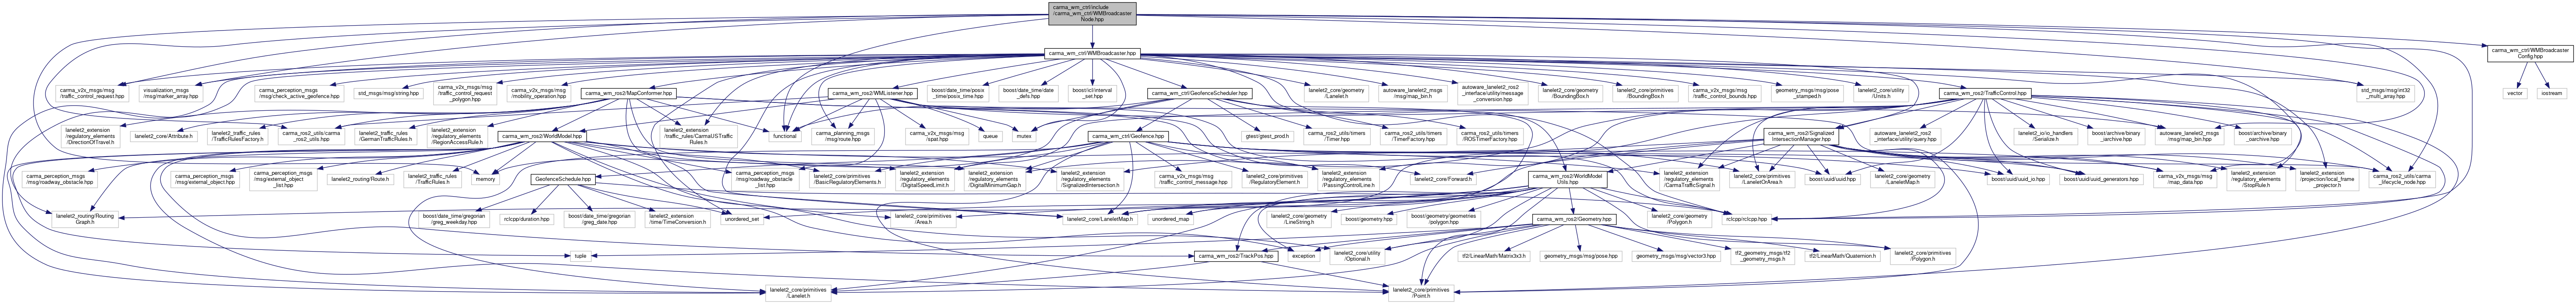 carma_wm_ctrl/include
/carma_wm_ctrl/WMBroadcaster
Node.hpp
carma_wm_ctrl/WMBroadcaster.hpp
carma_wm_ctrl/WMBroadcaster
Config.hpp
carma_v2x_msgs/msg
/traffic_control_request.hpp
visualization_msgs
/msg/marker_array.hpp
carma_perception_msgs
/msg/check_active_geofence.hpp
std_msgs/msg/string.hpp
carma_v2x_msgs/msg
/traffic_control_request
_polygon.hpp
carma_v2x_msgs/msg
/mobility_operation.hpp
carma_wm_ros2/MapConformer.hpp
carma_wm_ros2/WMListener.hpp
boost/date_time/posix
_time/posix_time.hpp
boost/date_time/date
_defs.hpp
boost/icl/interval
_set.hpp
carma_wm_ctrl/GeofenceScheduler.hpp
lanelet2_core/geometry
/Lanelet.h
autoware_lanelet2_msgs
/msg/map_bin.hpp
autoware_lanelet2_ros2
_interface/utility/message
_conversion.hpp
lanelet2_core/geometry
/BoundingBox.h
lanelet2_core/primitives
/BoundingBox.h
carma_v2x_msgs/msg
/traffic_control_bounds.hpp
geometry_msgs/msg/pose
_stamped.hpp
lanelet2_core/utility
/Units.h
carma_wm_ros2/TrafficControl.hpp
std_msgs/msg/int32
_multi_array.hpp
vector
iostream
lanelet2_extension
/regulatory_elements
/DirectionOfTravel.h
lanelet2_core/Attribute.h
lanelet2_traffic_rules
/TrafficRulesFactory.h
carma_ros2_utils/carma
_ros2_utils.hpp
lanelet2_traffic_rules
/GermanTrafficRules.h
lanelet2_extension
/regulatory_elements
/RegionAccessRule.h
carma_wm_ros2/WorldModel.hpp
lanelet2_extension
/traffic_rules/CarmaUSTraffic
Rules.h
functional
carma_planning_msgs
/msg/route.hpp
carma_v2x_msgs/msg
/spat.hpp
queue
mutex
carma_wm_ctrl/Geofence.hpp
gtest/gtest_prod.h
carma_ros2_utils/timers
/Timer.hpp
carma_ros2_utils/timers
/TimerFactory.hpp
carma_ros2_utils/timers
/ROSTimerFactory.hpp
carma_wm_ros2/Signalized
IntersectionManager.hpp
autoware_lanelet2_ros2
_interface/utility/query.hpp
lanelet2_io/io_handlers
/Serialize.h
boost/archive/binary
_iarchive.hpp
autoware_lanelet2_msgs
/msg/map_bin.hpp
boost/archive/binary
_oarchive.hpp
carma_perception_msgs
/msg/roadway_obstacle.hpp
carma_perception_msgs
/msg/external_object.hpp
carma_perception_msgs
/msg/external_object
_list.hpp
lanelet2_routing/Route.h
lanelet2_traffic_rules
/TrafficRules.h
memory
GeofenceSchedule.hpp
carma_perception_msgs
/msg/roadway_obstacle
_list.hpp
lanelet2_core/primitives
/BasicRegulatoryElements.h
lanelet2_extension
/regulatory_elements
/DigitalSpeedLimit.h
lanelet2_extension
/regulatory_elements
/DigitalMinimumGap.h
lanelet2_extension
/regulatory_elements
/SignalizedIntersection.h
carma_v2x_msgs/msg
/traffic_control_message.hpp
lanelet2_core/primitives
/RegulatoryElement.h
lanelet2_extension
/regulatory_elements
/PassingControlLine.h
lanelet2_core/Forward.h
carma_wm_ros2/WorldModel
Utils.hpp
lanelet2_extension
/regulatory_elements
/CarmaTrafficSignal.h
lanelet2_core/primitives
/LaneletOrArea.h
boost/uuid/uuid.hpp
lanelet2_core/geometry
/LaneletMap.h
boost/uuid/uuid_io.hpp
boost/uuid/uuid_generators.hpp
carma_v2x_msgs/msg
/map_data.hpp
lanelet2_extension
/regulatory_elements
/StopRule.h
lanelet2_extension
/projection/local_frame
_projector.h
carma_ros2_utils/carma
_lifecycle_node.hpp
lanelet2_routing/Routing
Graph.h
boost/date_time/gregorian
/greg_weekday.hpp
rclcpp/duration.hpp
boost/date_time/gregorian
/greg_date.hpp
lanelet2_extension
/time/TimeConversion.h
unordered_set
lanelet2_core/primitives
/Area.h
lanelet2_core/LaneletMap.h
unordered_map
lanelet2_core/geometry
/LineString.h
boost/geometry.hpp
boost/geometry/geometries
/polygon.hpp
carma_wm_ros2/Geometry.hpp
lanelet2_core/geometry
/Polygon.h
rclcpp/rclcpp.hpp
tuple
carma_wm_ros2/TrackPos.hpp
exception
lanelet2_core/utility
/Optional.h
tf2/LinearMath/Matrix3x3.h
geometry_msgs/msg/pose.hpp
geometry_msgs/msg/vector3.hpp
tf2_geometry_msgs/tf2
_geometry_msgs.h
tf2/LinearMath/Quaternion.h
lanelet2_core/primitives
/Polygon.h
lanelet2_core/primitives
/Lanelet.h
lanelet2_core/primitives
/Point.h